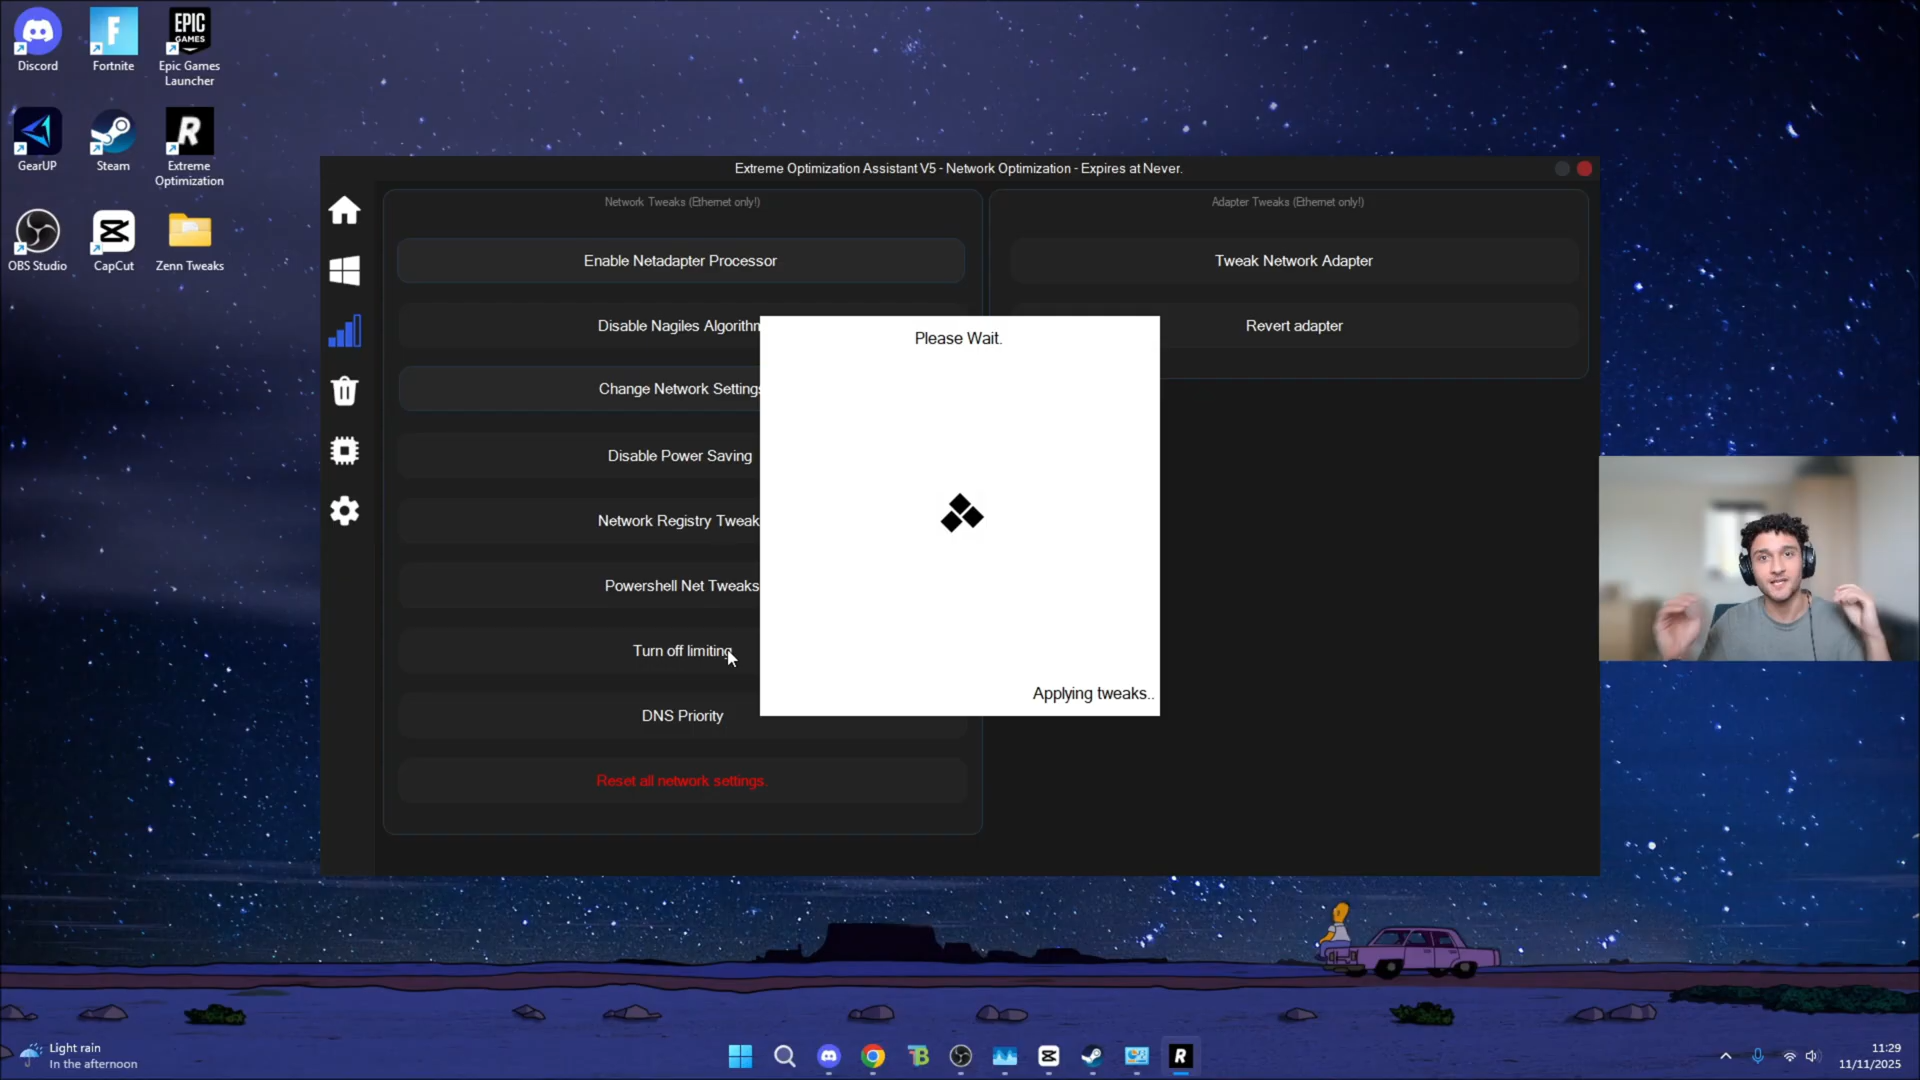 Discord
Fortnite
EPIC
GAMES
Epic Games
Launcher
GearUP
Steam
Extreme
Optimization
OBS Studio
CapCut
Zenn Tweaks
Extreme Optimization Assistant V5 - Network Optimization - Expires at Never.
Network Tweaks (Ethernet only!)
Enable Netadapter Processor
Disable Nagiles Algorithm
Change Network Settings
Disable Power Saving
Network Registry Tweak
Powershell Net Tweaks
Turn off limiting
DNS Priority
Reset all network settings.
Adapter Tweaks (Ethernet only!)
Tweak Network Adapter
Revert adapter
Please Wait.
Applying tweaks..
Light rain
In the afternoon
11:29
11/11/2025